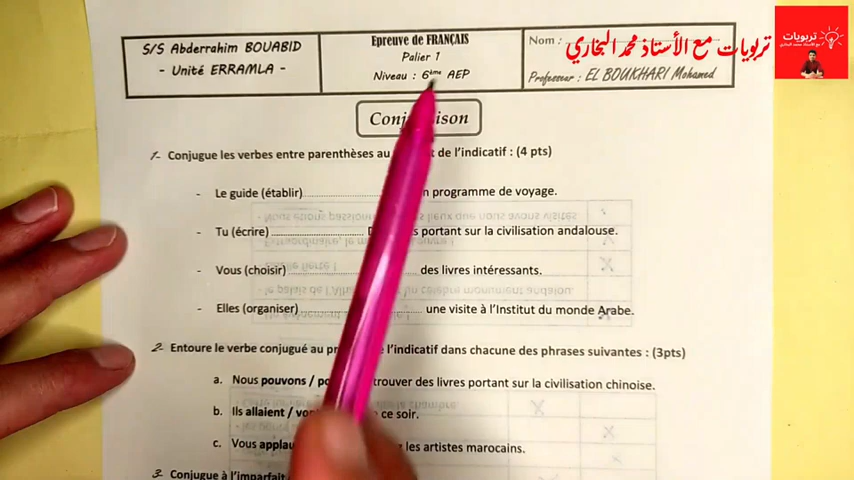 S/S Abderrahim BOUABID
- Unité ERRAMLA -
Epreuve de FRANÇAIS
Palier 1
Niveau : 6ème AEP
Nom :
Professeur : EL BOUKHARI Mohamed
تربويات مع الأستاذ محمد البخاري
تربويات
Conj ison
1- Conjugue les verbes entre parenthèses au t de l'indicatif : (4 pts)
- Le guide (établir) n programme de voyage.
- Tu (écrire) D s portant sur la civilisation andalouse.
- Vous (choisir) des livres intéressants.
- Elles (organiser) une visite à l'Institut du monde Arabe.
2- Entoure le verbe conjugué au pr l'indicatif dans chacune des phrases suivantes : (3pts)
a. Nous pouvons / po trouver des livres portant sur la civilisation chinoise.
b. Ils allaient / von ce soir.
c. Vous applau les artistes marocains.
3- Conjugue à l'imparfait